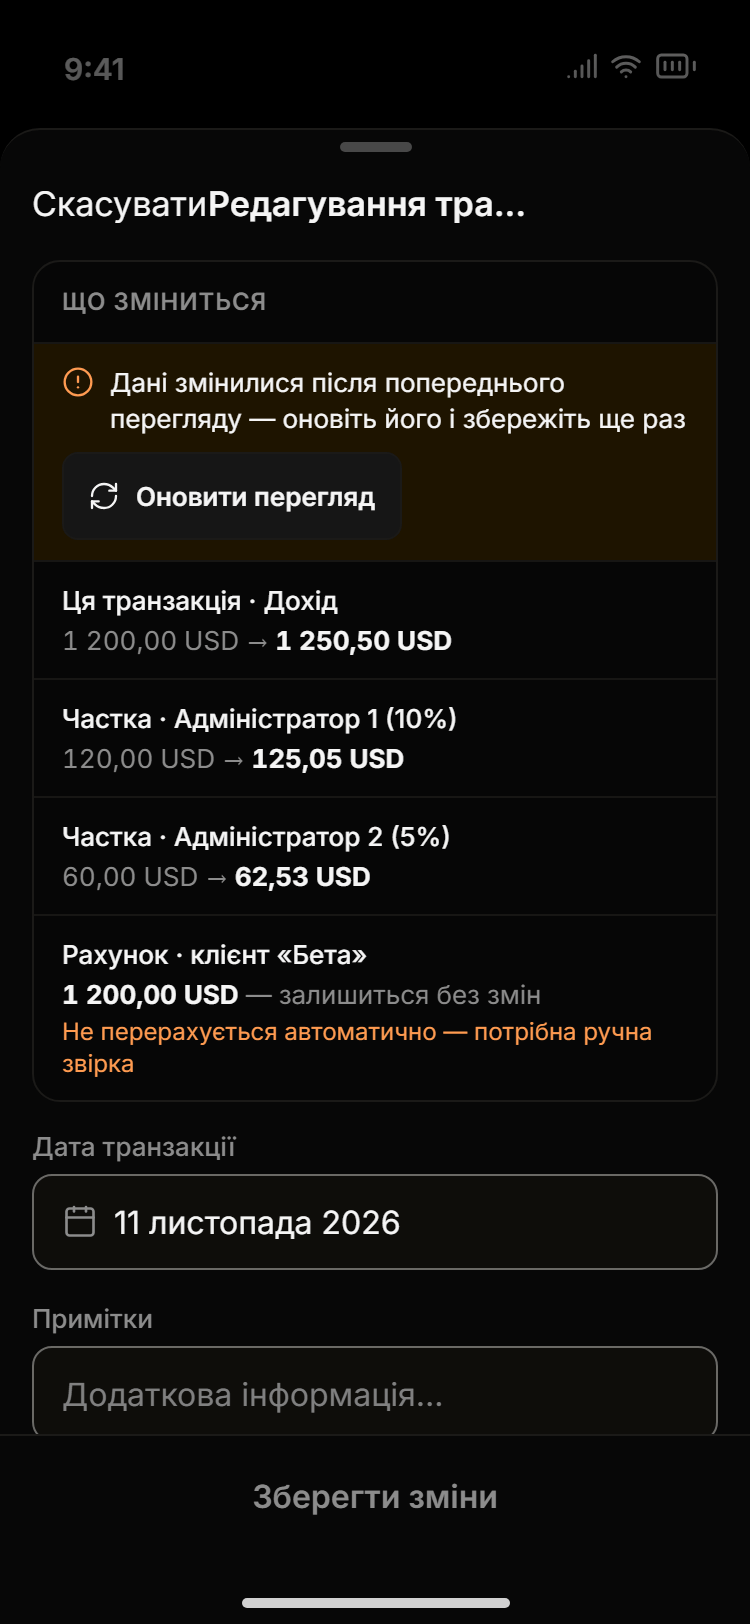 9:41
СкасуватиРедагування тра...
ЩО ЗМІНИТЬСЯ
Дані змінилися після попереднього
перегляду — оновіть його і збережіть ще раз
Оновити перегляд
Ця транзакція · Дохід
1 200,00 USD → 1 250,50 USD
Частка · Адміністратор 1 (10%)
120,00 USD → 125,05 USD
Частка · Адміністратор 2 (5%)
60,00 USD → 62,53 USD
Рахунок · клієнт «Бета»
1 200,00 USD — залишиться без змін
Не перерахується автоматично — потрібна ручна
звірка
Дата транзакції
11 листопада 2026
Примітки
Додаткова інформація...
Зберегти зміни